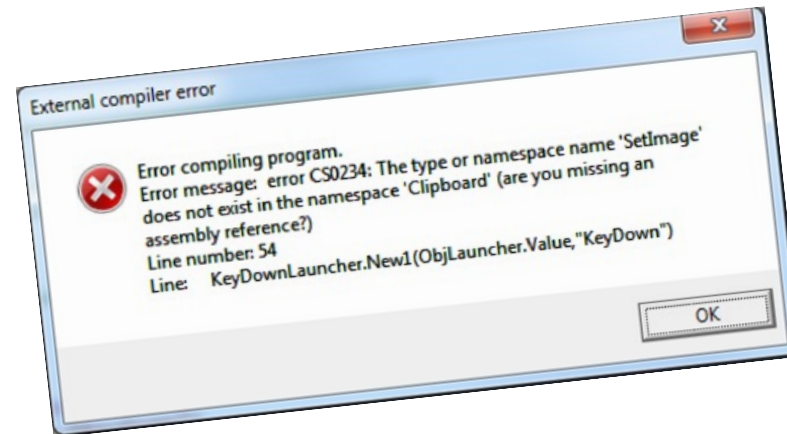 External compiler error
Error compiling program.
Error message:  error CS0234: The type or namespace name 'SetImage'
does not exist in the namespace 'Clipboard' (are you missing an
assembly reference?)
Line number: 54
Line:    KeyDownLauncher.New1(ObjLauncher.Value,"KeyDown")
OK